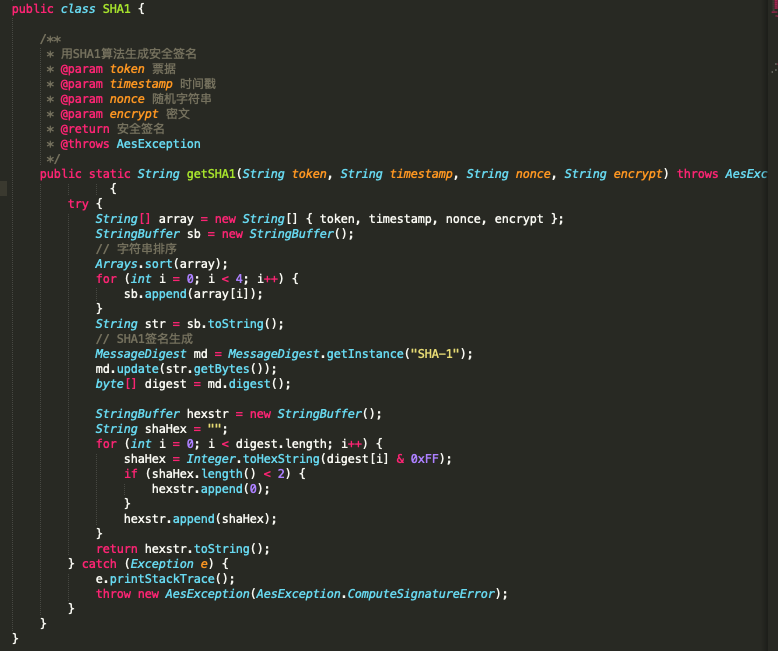 public class SHA1 {
/**
* 用SHA1算法生成安全签名
* @param token 票据
* @param timestamp 时间戳
* @param nonce 随机字符串
* @param encrypt 密文
* @return 安全签名
* @throws AesException
*/
public static String getSHA1(String token, String timestamp, String nonce, String encrypt) throws AesExc
{
try {
String[] array = new String[] { token, timestamp, nonce, encrypt };
StringBuffer sb = new StringBuffer();
// 字符串排序
Arrays.sort(array);
for (int i = 0; i < 4; i++) {
sb.append(array[i]);
}
String str = sb.toString();
// SHA1签名生成
MessageDigest md = MessageDigest.getInstance("SHA-1");
md.update(str.getBytes());
byte[] digest = md.digest();
StringBuffer hexstr = new StringBuffer();
String shaHex = "";
for (int i = 0; i < digest.length; i++) {
shaHex = Integer.toHexString(digest[i] & 0xFF);
if (shaHex.length() < 2) {
hexstr.append(0);
}
hexstr.append(shaHex);
}
return hexstr.toString();
} catch (Exception e) {
e.printStackTrace();
throw new AesException(AesException.ComputeSignatureError);
}
}
}